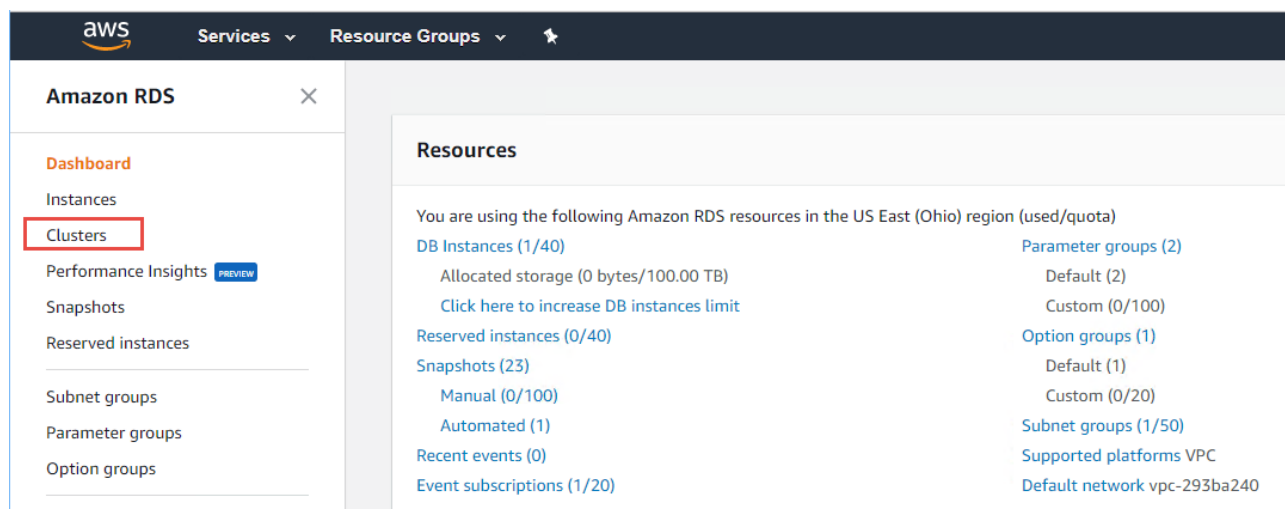 aws Services Resource Groups
Amazon RDS
Dashboard
Instances
Clusters
Performance Insights PREVIEW
Snapshots
Reserved instances
Subnet groups
Parameter groups
Option groups
Resources
You are using the following Amazon RDS resources in the US East (Ohio) region (used/quota)
DB Instances (1/40)
Allocated storage (0 bytes/100.00 TB)
Click here to increase DB instances limit
Reserved instances (0/40)
Snapshots (23)
Manual (0/100)
Automated (1)
Recent events (0)
Event subscriptions (1/20)
Parameter groups (2)
Default (2)
Custom (0/100)
Option groups (1)
Default (1)
Custom (0/20)
Subnet groups (1/50)
Supported platforms VPC
Default network vpc-293ba240